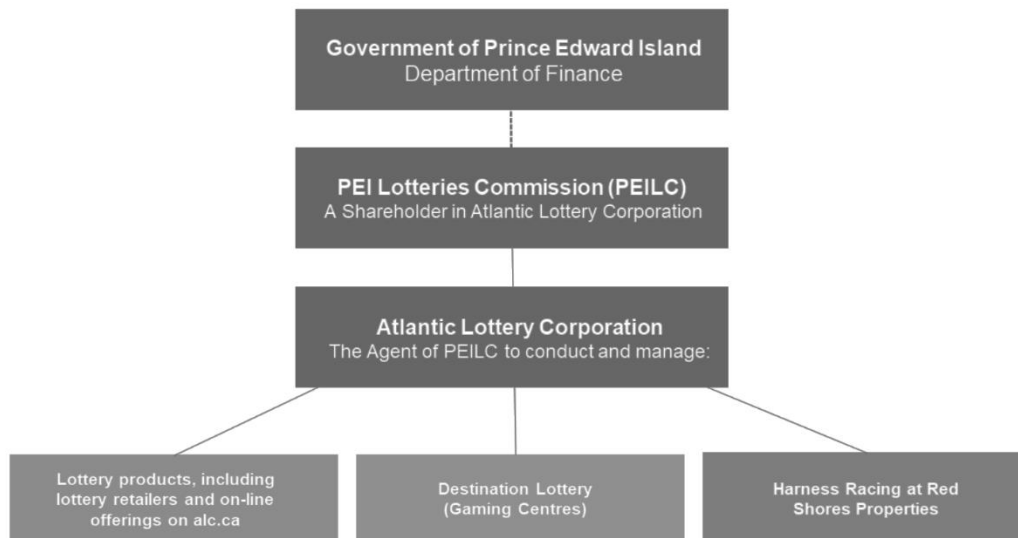 Government of Prince Edward Island
Department of Finance
PEI Lotteries Commission (PEILC)
A Shareholder in Atlantic Lottery Corporation
Atlantic Lottery Corporation
The Agent of PEILC to conduct and manage:
Lottery products, including
lottery retailers and on-line
offerings on alc.ca
Destination Lottery
(Gaming Centres)
Harness Racing at Red
Shores Properties